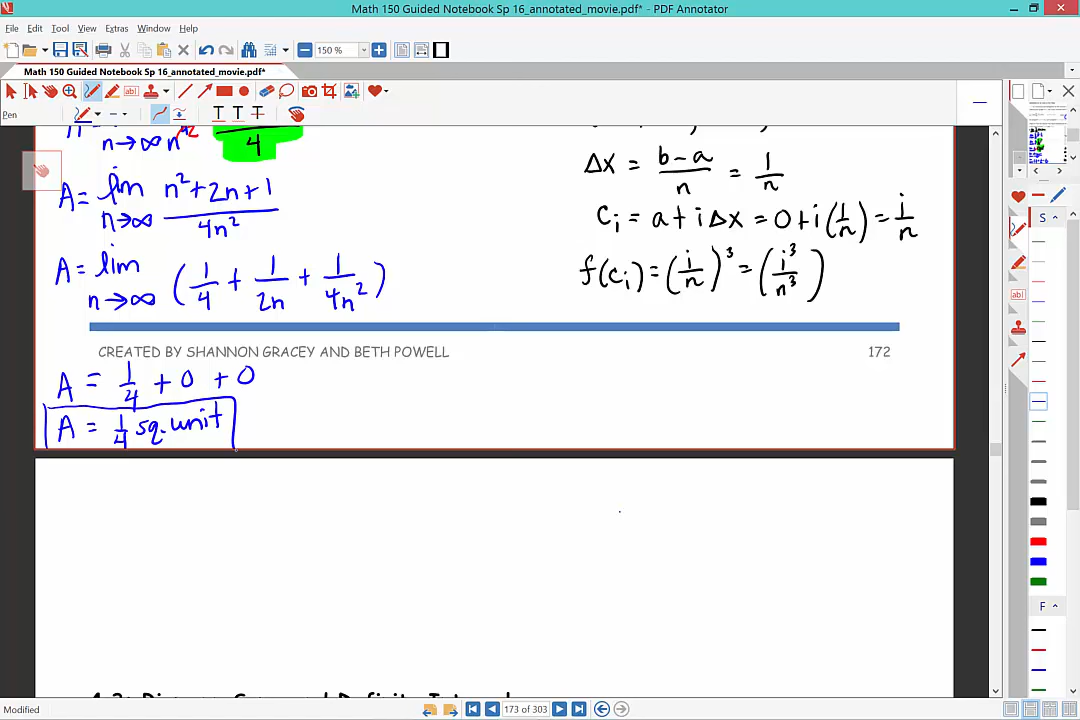 Math 150 Guided Notebook Sp 16_annotated_movie.pdf* - PDF Annotator
File Edit Tool View Extras Window Help
150 %
Math 150 Guided Notebook Sp 16_annotated_movie.pdf*
Pen
n→∞ n⁴ 4
A = lim n→∞ (n² + 2n + 1)/4n²
A = lim n→∞ (1/4 + 1/2n + 1/4n²)
Δx = (b-a)/n = 1/n
cᵢ = a + iΔx = 0 + i(1/n) = i/n
f(cᵢ) = (i/n)³ = (i³/n³)
CREATED BY SHANNON GRACEY AND BETH POWELL 172
A = 1/4 + 0 + 0
A = 1/4 sq. unit
S
F
Modified
173 of 303